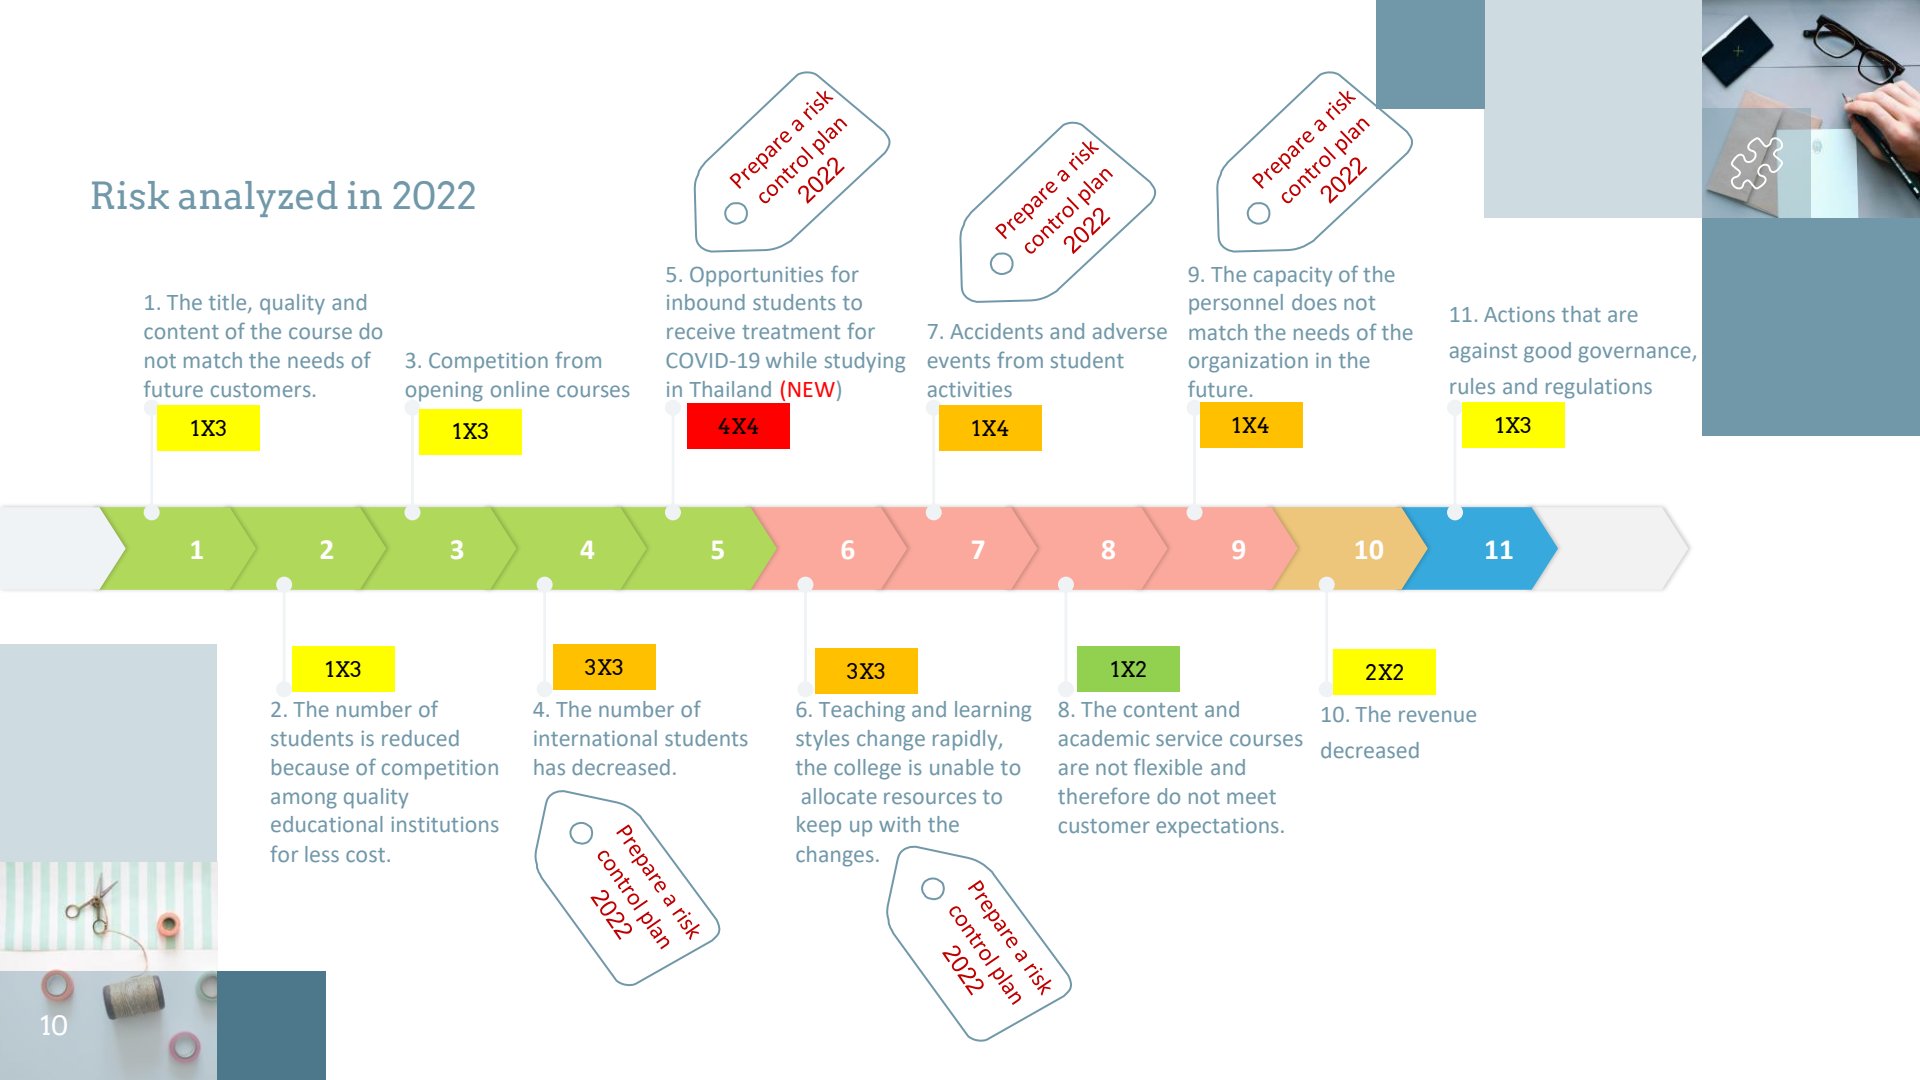 Risk analyzed in 2022
Prepare a risk
control plan
2022
Prepare a risk
control plan
2022
Prepare a risk
control plan
2022
1. The title, quality and
content of the course do
not match the needs of
future customers.
1X3
3. Competition from
opening online courses
1X3
5. Opportunities for
inbound students to
receive treatment for
COVID-19 while studying
in Thailand (NEW)
4X4
7. Accidents and adverse
events from student
activities
1X4
9. The capacity of the
personnel does not
match the needs of the
organization in the
future.
1X4
11. Actions that are
against good governance,
rules and regulations
1X3
1 2 3 4 5 6 7 8 9 10 11
1X3
2. The number of
students is reduced
because of competition
among quality
educational institutions
for less cost.
3X3
4. The number of
international students
has decreased.
Prepare a risk
control plan
2022
3X3
6. Teaching and learning
styles change rapidly,
the college is unable to
allocate resources to
keep up with the
changes.
Prepare a risk
control plan
2022
1X2
8. The content and
academic service courses
are not flexible and
therefore do not meet
customer expectations.
2X2
10. The revenue
decreased
10